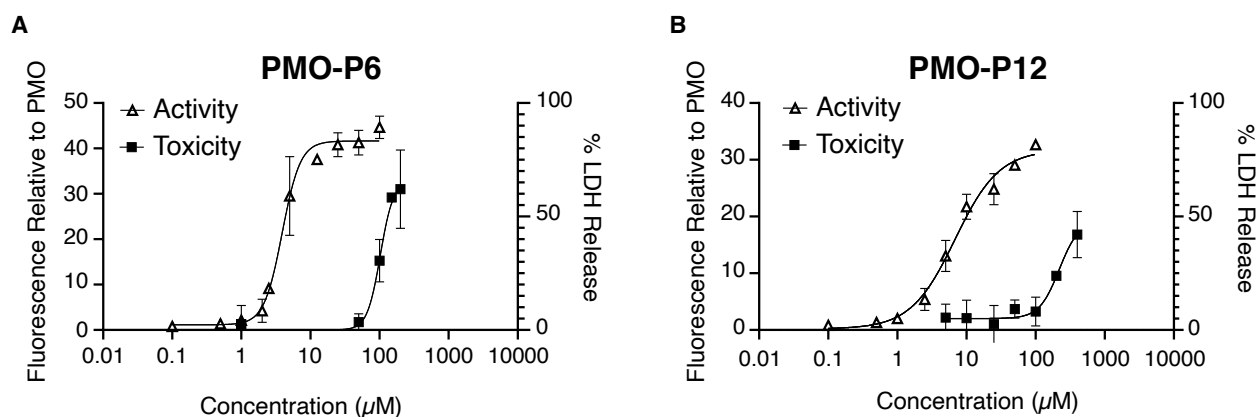 A
PMO-P6
Fluorescence Relative to PMO
50
40
30
20
10
0
Activity
Toxicity
100
50
0
% LDH Release
0.01 0.1 1 10 100 1000 10000
Concentration (µM)
B
PMO-P12
Fluorescence Relative to PMO
40
30
20
10
0
Activity
Toxicity
100
50
0
% LDH Release
0.01 0.1 1 10 100 1000 10000
Concentration (µM)